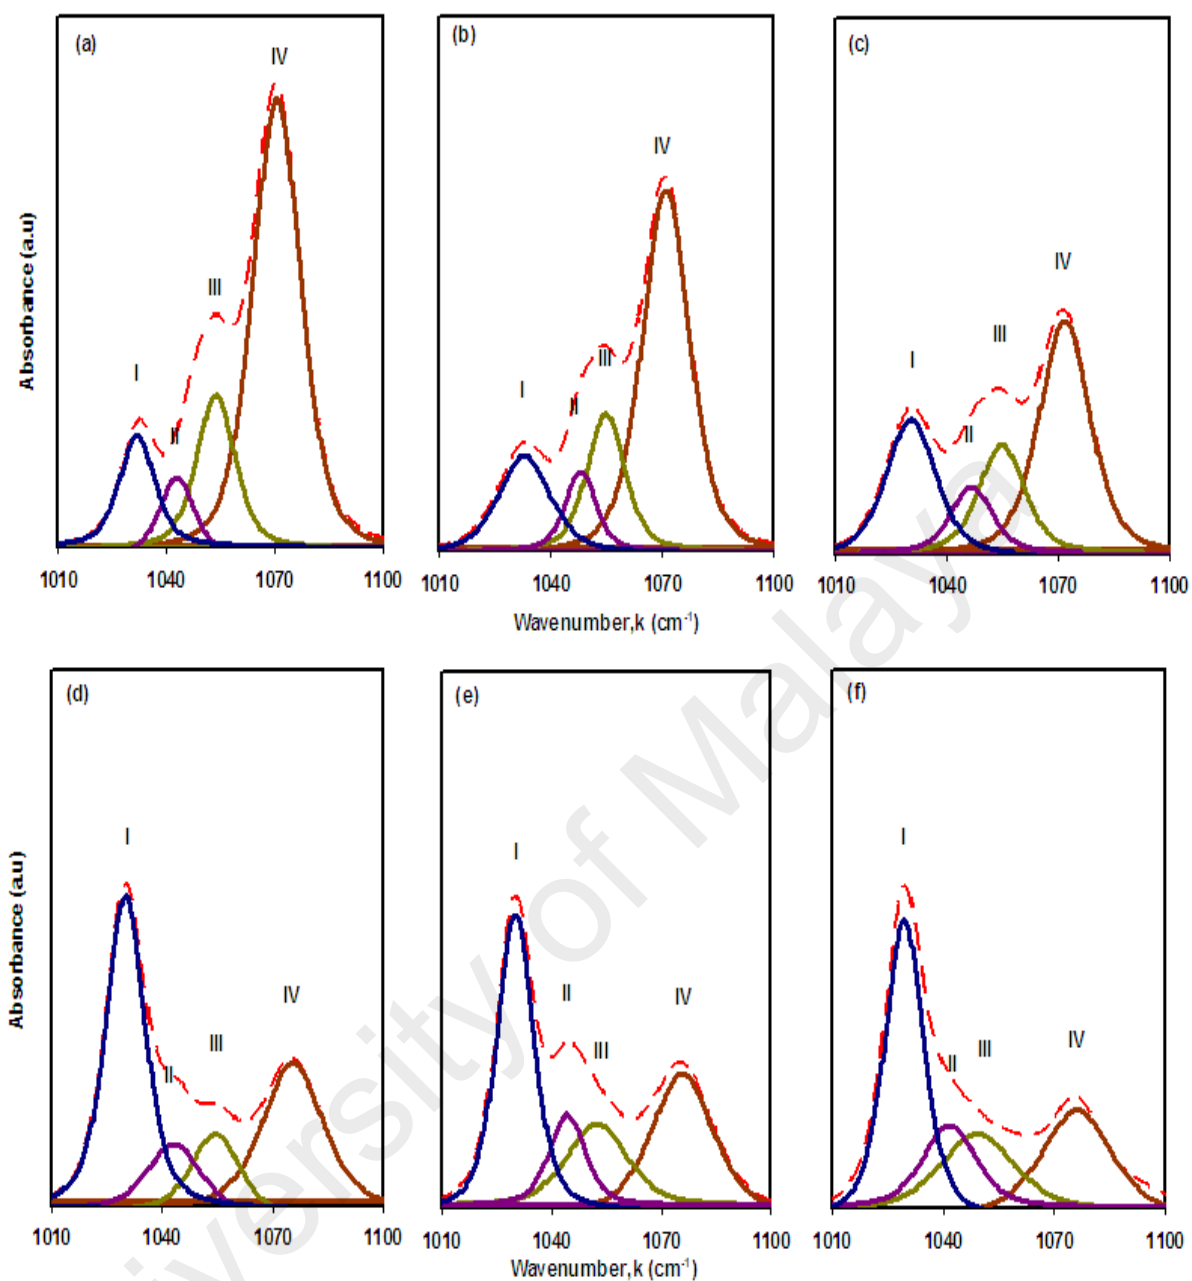 (a)
IV
III
I
II
(b)
IV
III
II
I
(c)
IV
III
I
II
Absorbance (a.u)
1010 1040 1070 1100
1010 1040 1070 1100
1010 1040 1070 1100
Wavenumber,k (cm-1)
(d)
I
IV
III
II
(e)
I
II
IV
III
(f)
I
II
III
IV
Absorbance (a.u)
1010 1040 1070 1100
1010 1040 1070 1100
1010 1040 1070 1100
Wavenumber,k (cm-1)
versity of Malaya